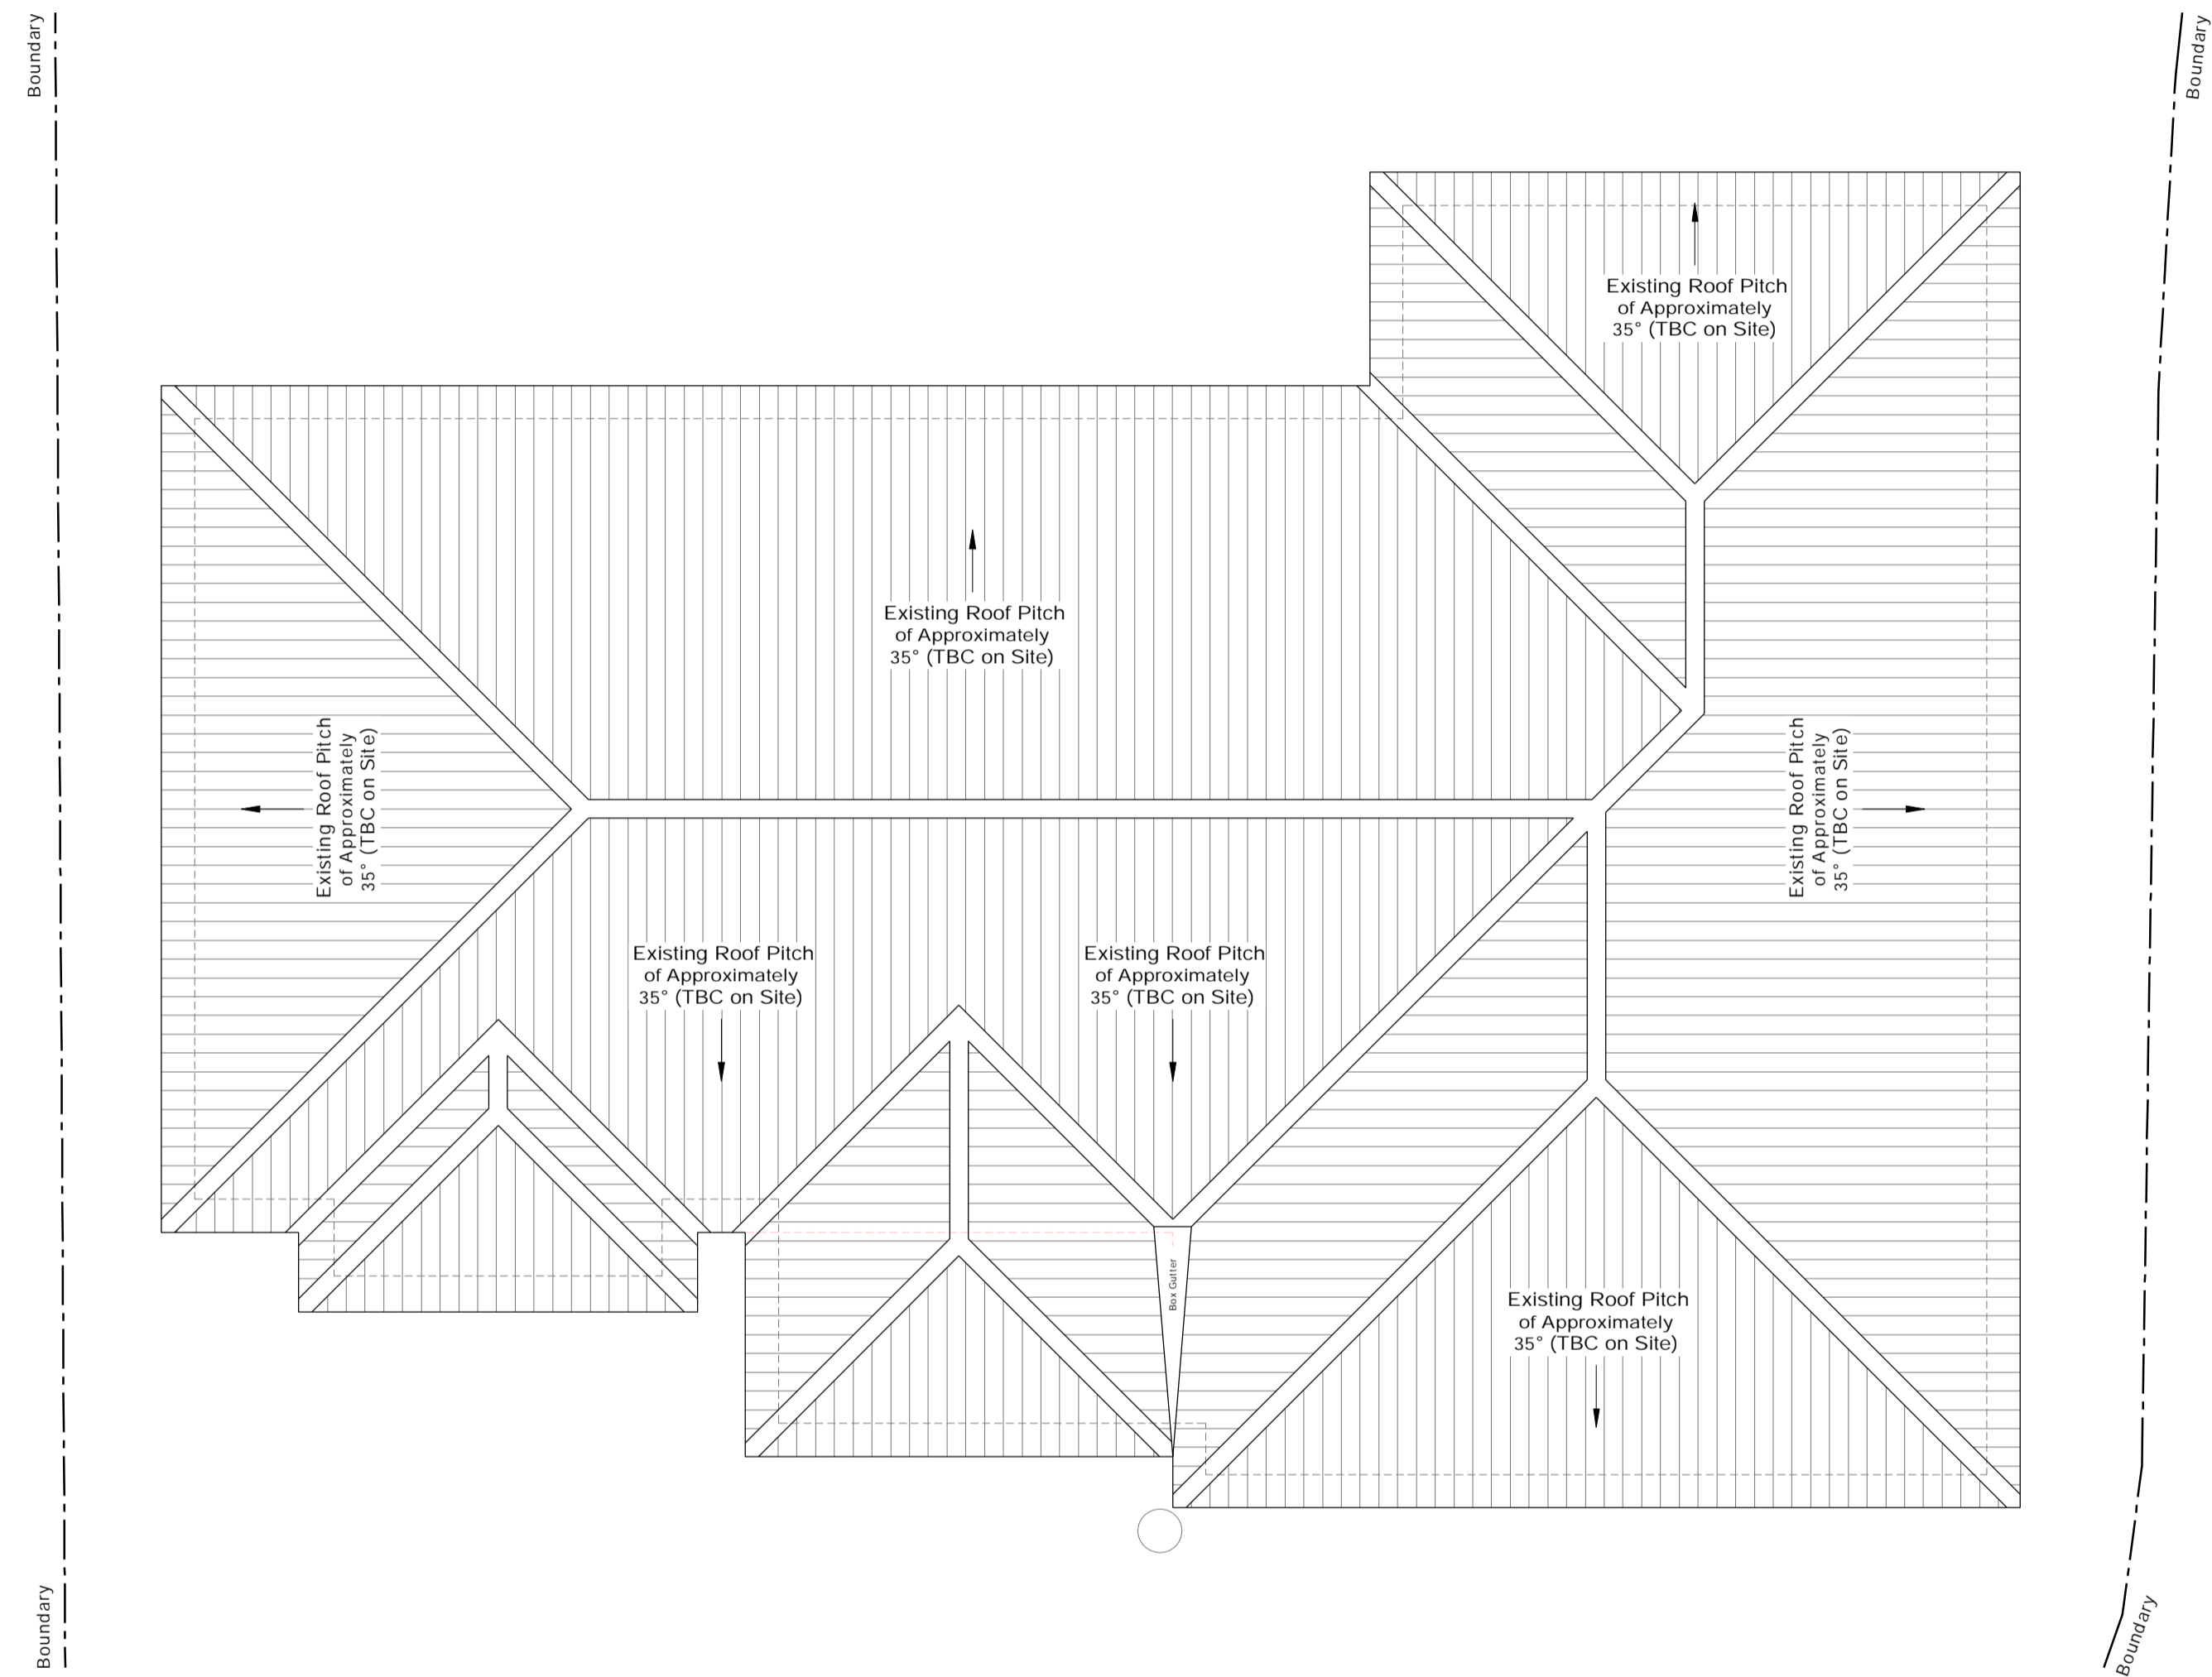 Boundary
Boundary
Existing Roof Pitch
of Approximately
35° (TBC on Site)
Existing Roof Pitch
of Approximately
35° (TBC on Site)
Existing Roof Pitch
of Approximately
35° (TBC on Site)
Existing Roof Pitch
of Approximately
35° (TBC on Site)
Existing Roof Pitch
of Approximately
35° (TBC on Site)
Existing Roof Pitch
of Approximately
35° (TBC on Site)
Box Gutter
Existing Roof Pitch
of Approximately
35° (TBC on Site)
Boundary
Boundary